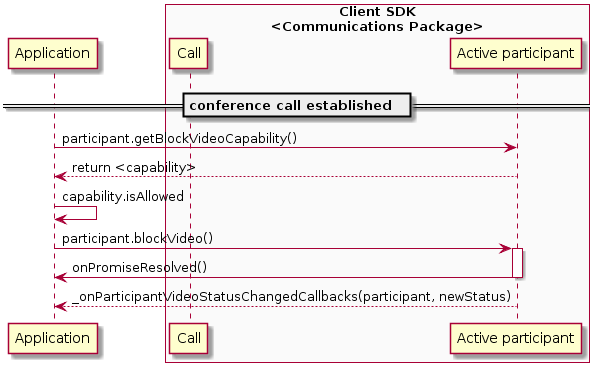 Client SDK
<Communications Package>
Application
Call
Active participant
conference call established
participant.getBlockVideoCapability()
return <capability>
capability.isAllowed
participant.blockVideo()
onPromiseResolved()
_onParticipantVideoStatusChangedCallbacks(participant, newStatus)
Application
Call
Active participant